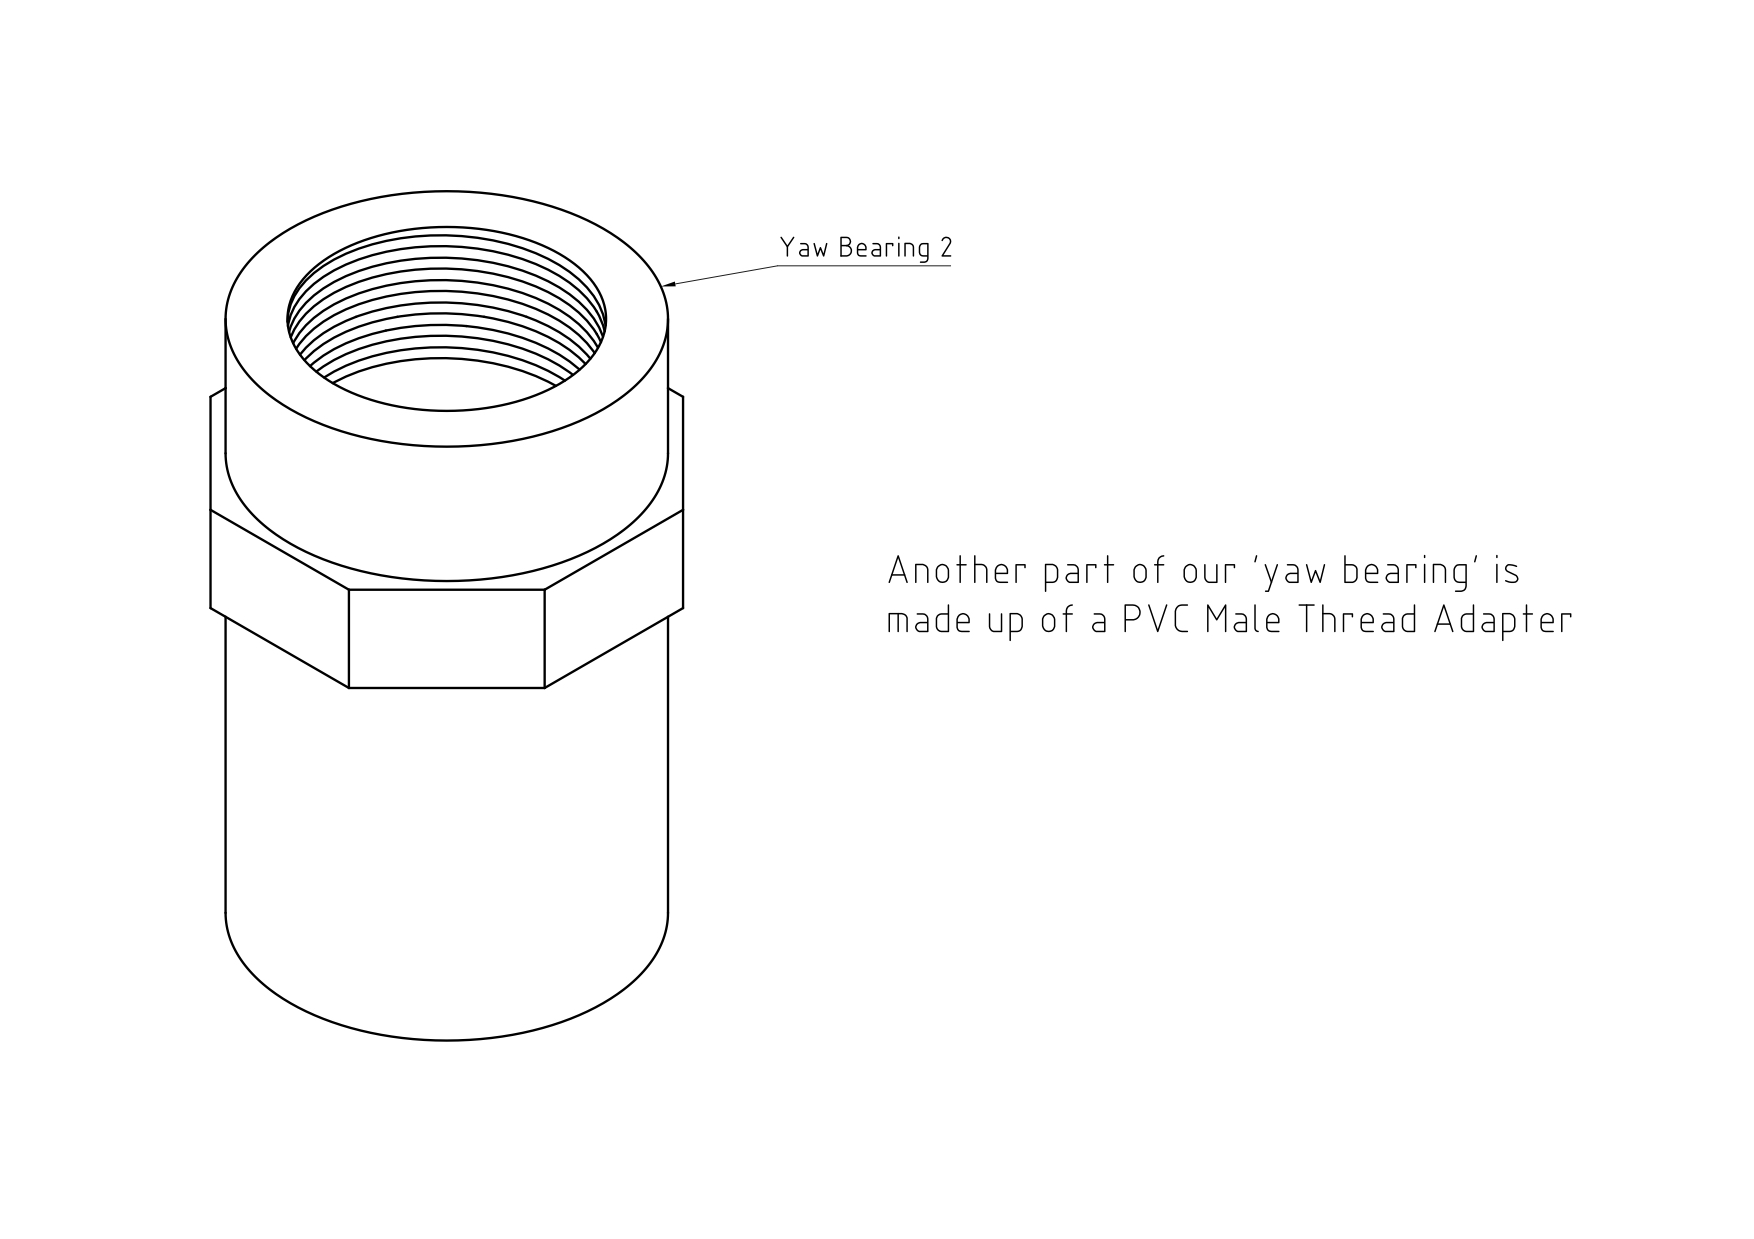 Yaw Bearing 2
Another part of our 'yaw bearing' is
made up of a PVC Male Thread Adapter